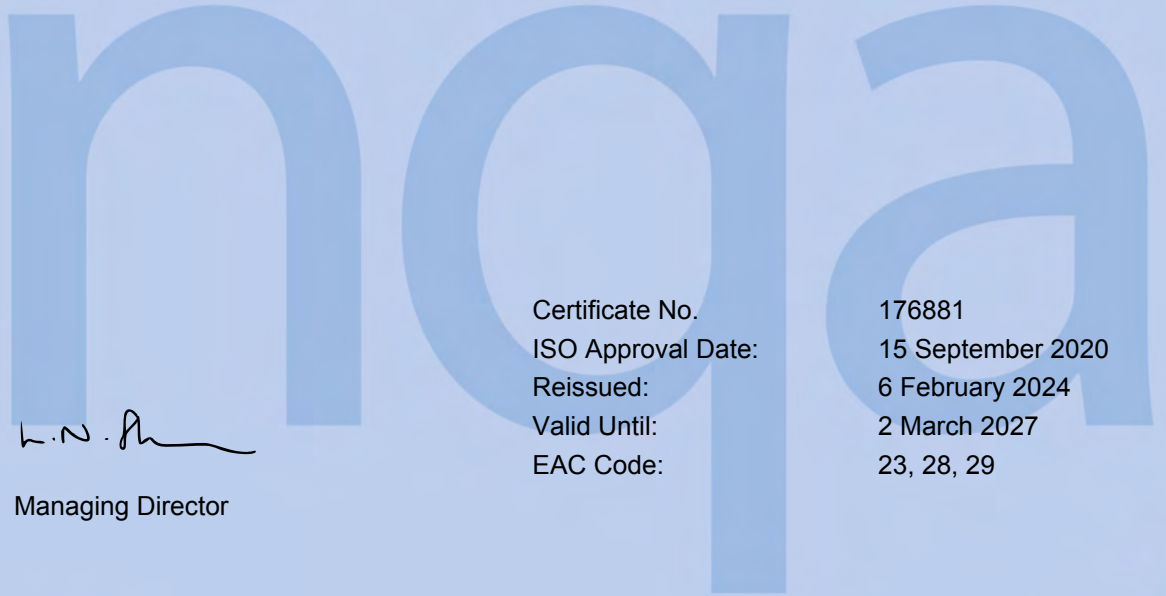 nqa
Certificate No. 176881
ISO Approval Date: 15 September 2020
Reissued: 6 February 2024
Valid Until: 2 March 2027
EAC Code: 23, 28, 29
L.N.
Managing Director